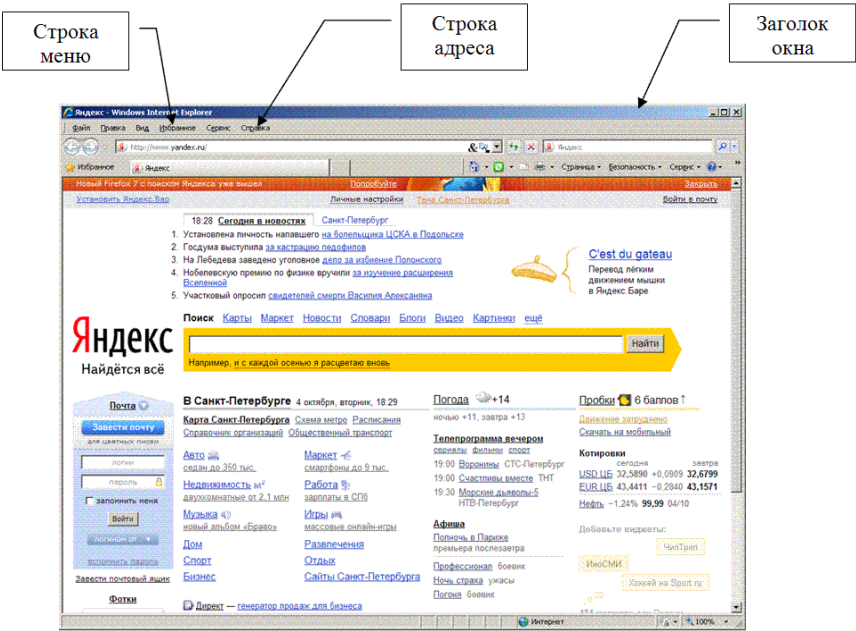 Строка
меню
Строка
адреса
Заголок
окна
Яндекс - Windows Internet Explorer
Файл Правка Вид Избранное Сервис Справка
http://www.yandex.ru/
Яндекс
Избранное
Яндекс
Страница
Безопасность
Сервис
Новый Firefox 7 с поиском Яндекса уже вышел Попробуйте Закрыть
Установить Яндекс.Бар Личные настройки Тема Санкт-Петербурга Войти в почту
18:28 Сегодня в новостях Санкт-Петербург
1. Установлена личность напавшего на болельщика ЦСКА в Подольске
2. Госдума выступила за кастрацию педофилов
3. На Лебедева заведено уголовное дело за избиение Полонского
4. Нобелевскую премию по физике вручили за изучение расширения
Вселенной
5. Участковый опросил свидетелей смерти Василия Алексаняна
C'est du gateau
Перевод лёгким
движением мышки
в Яндекс Баре
Поиск Карты Маркет Новости Словари Блоги Видео Картинки ещё
Яндекс
Найдётся всё
Найти
Например, и с каждой осенью я расцветаю вновь
Почта
Завести почту
для цветных писем
логин
пароль
запомнить меня
Войти
логином от
вспомнить пароль
Завести почтовый ящик
Фотки
В Санкт-Петербурге 4 октября, вторник, 18:29
Карта Санкт-Петербурга Схема метро Расписания
Справочник организаций Общественный транспорт
Авто
седан до 350 тыс.
Маркет
смартфоны до 9 тыс.
Недвижимость м²
двухкомнатные от 2,1 млн
Работа
зарплаты в СПб
Музыка
новый альбом «Браво»
Игры
массовые онлайн-игры
Дом Развлечения
Спорт Отдых
Бизнес Сайты Санкт-Петербурга
Директ — генератор продаж для бизнеса
Погода +14
ночью +11, завтра +13
Телепрограмма вечером
сериалы фильмы спорт
19:00 Воронины СТС-Петербург
19:00 Счастливы вместе ТНТ
19:30 Морские дьяволы-5
НТВ-Петербург
Афиша
Полночь в Париже
премьера послезавтра
Профессионал боевик
Ночь страха ужасы
Погоня боевик
Пробки 6 баллов ↑
Движение затруднено
Скачать на мобильный
Котировки
сегодня завтра
USD ЦБ 32,5890 +0,0909 32,6799
EUR ЦБ 43,4411 −0,2840 43,1571
Нефть −1,24% 99,99 04/10
Добавьте виджеты:
ЧипТрип
ИноСМИ
Хоккей на Sport.ru
Интернет
100%